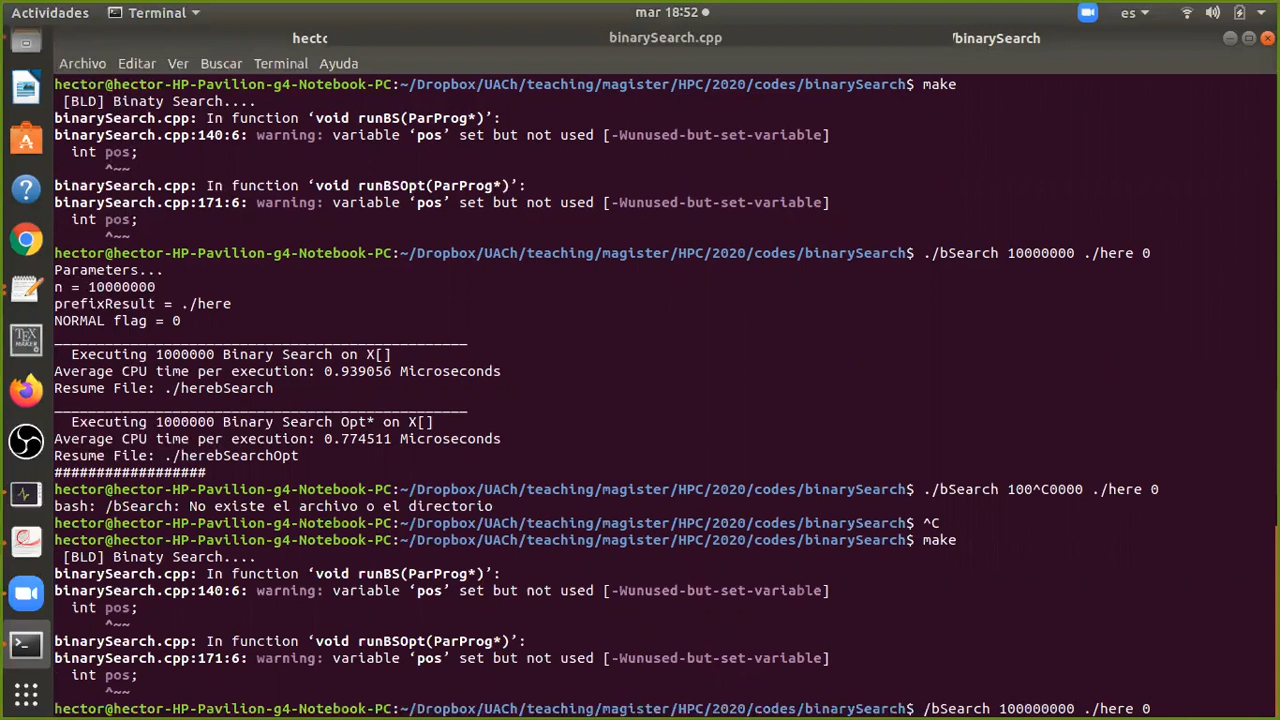 Actividades Terminal mar 18:52 es
hectc binarySearch.cpp /binarySearch
Archivo Editar Ver Buscar Terminal Ayuda
hector@hector-HP-Pavilion-g4-Notebook-PC:~/Dropbox/UACh/teaching/magister/HPC/2020/codes/binarySearch$ make
[BLD] Binaty Search....
binarySearch.cpp: In function ‘void runBS(ParProg*)’:
binarySearch.cpp:140:6: warning: variable ‘pos’ set but not used [-Wunused-but-set-variable]
int pos;
^~~
binarySearch.cpp: In function ‘void runBSOpt(ParProg*)’:
binarySearch.cpp:171:6: warning: variable ‘pos’ set but not used [-Wunused-but-set-variable]
int pos;
^~~
hector@hector-HP-Pavilion-g4-Notebook-PC:~/Dropbox/UACh/teaching/magister/HPC/2020/codes/binarySearch$ ./bSearch 10000000 ./here 0
Parameters...
n = 10000000
prefixResult = ./here
NORMAL flag = 0
_________________________________________________
Executing 1000000 Binary Search on X[]
Average CPU time per execution: 0.939056 Microseconds
Resume File: ./herebSearch
_________________________________________________
Executing 1000000 Binary Search Opt* on X[]
Average CPU time per execution: 0.774511 Microseconds
Resume File: ./herebSearchOpt
##################
hector@hector-HP-Pavilion-g4-Notebook-PC:~/Dropbox/UACh/teaching/magister/HPC/2020/codes/binarySearch$ ./bSearch 100^C0000 ./here 0
bash: /bSearch: No existe el archivo o el directorio
hector@hector-HP-Pavilion-g4-Notebook-PC:~/Dropbox/UACh/teaching/magister/HPC/2020/codes/binarySearch$ ^C
hector@hector-HP-Pavilion-g4-Notebook-PC:~/Dropbox/UACh/teaching/magister/HPC/2020/codes/binarySearch$ make
[BLD] Binaty Search....
binarySearch.cpp: In function ‘void runBS(ParProg*)’:
binarySearch.cpp:140:6: warning: variable ‘pos’ set but not used [-Wunused-but-set-variable]
int pos;
^~~
binarySearch.cpp: In function ‘void runBSOpt(ParProg*)’:
binarySearch.cpp:171:6: warning: variable ‘pos’ set but not used [-Wunused-but-set-variable]
int pos;
^~~
hector@hector-HP-Pavilion-g4-Notebook-PC:~/Dropbox/UACh/teaching/magister/HPC/2020/codes/binarySearch$ /bSearch 100000000 ./here 0